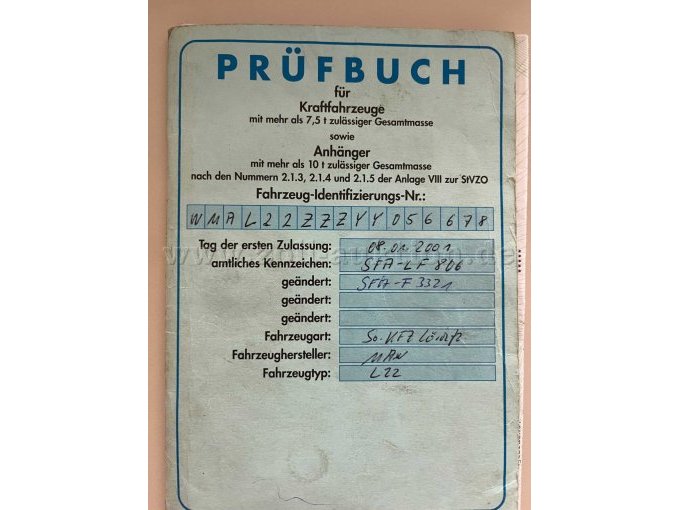 PRÜFBUCH
für
Kraftfahrzeuge
mit mehr als 7,5 t zulässiger Gesamtmasse
sowie
Anhänger
mit mehr als 10 t zulässiger Gesamtmasse
nach den Nummern 2.1.3, 2.1.4 und 2.1.5 der Anlage VIII zur StVZO
Fahrzeug-Identifizierungs-Nr.:
WMAL22ZZZYY056678
Tag der ersten Zulassung: 08.01.2001
amtliches Kennzeichen: SFA-LF 806
geändert: SFA-F 3321
geändert:
geändert:
Fahrzeugart: So.KFZ Löschfz
Fahrzeughersteller: MAN
Fahrzeugtyp: L22